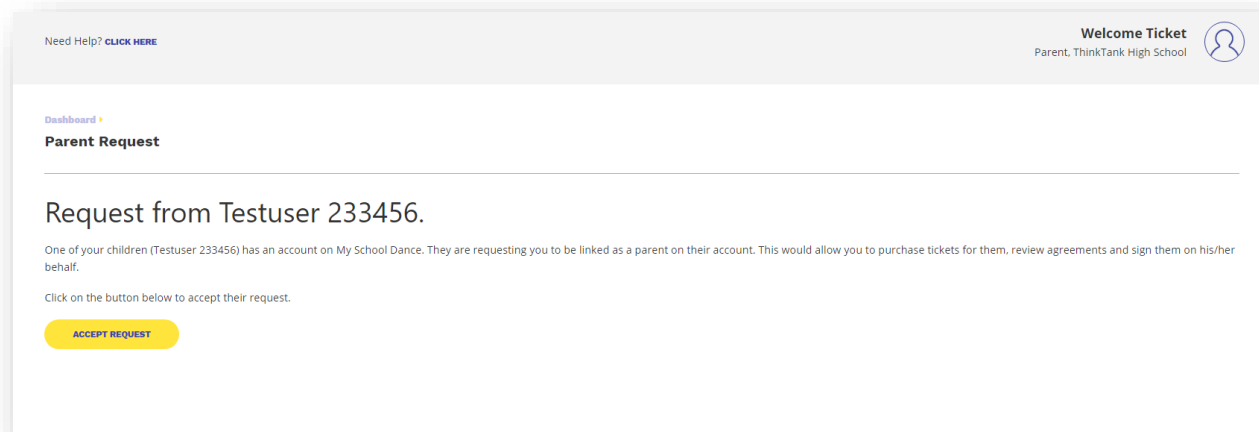 Need Help? CLICK HERE
Welcome Ticket
Parent, ThinkTank High School
Dashboard
Parent Request
Request from Testuser 233456.
One of your children (Testuser 233456) has an account on My School Dance. They are requesting you to be linked as a parent on their account. This would allow you to purchase tickets for them, review agreements and sign them on his/her
behalf.
Click on the button below to accept their request.
ACCEPT REQUEST